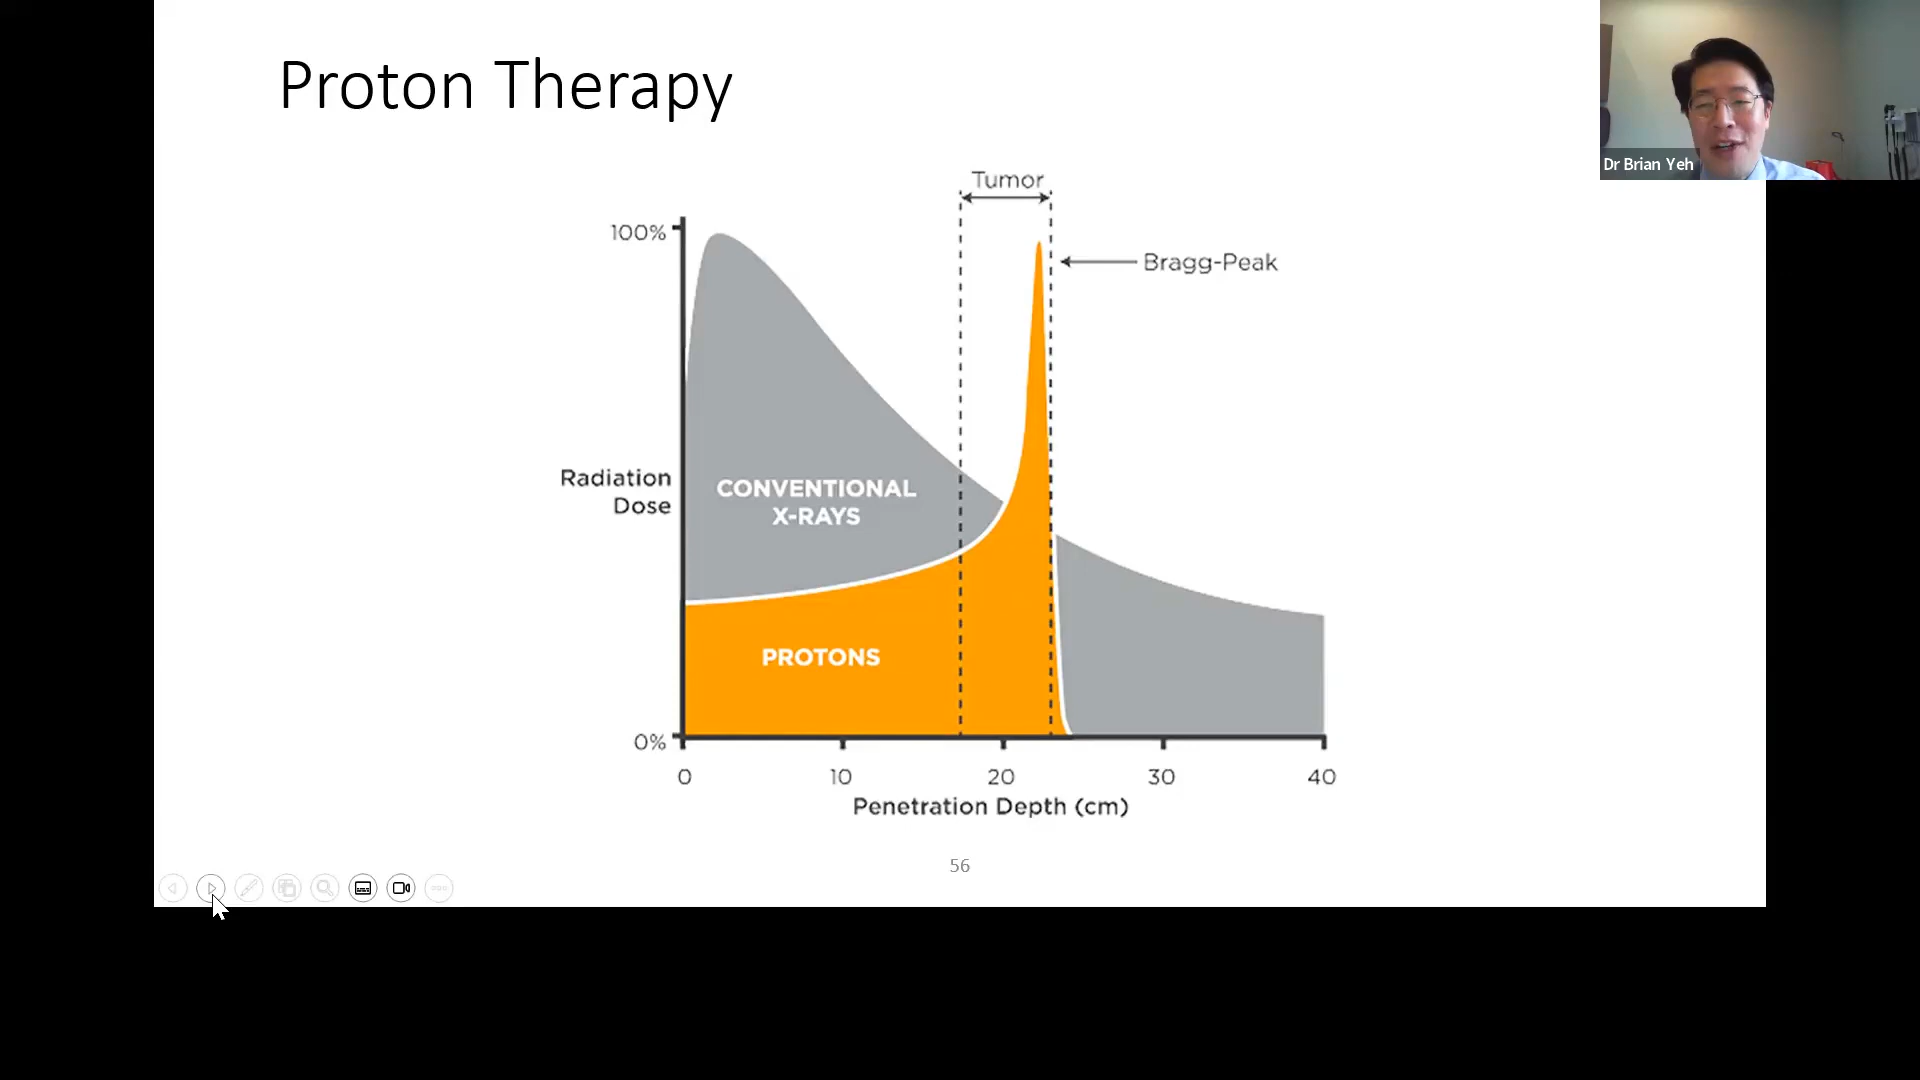 Proton Therapy
Dr Brian Yeh
Tumor
100%
Bragg-Peak
Radiation
Dose
CONVENTIONAL
X-RAYS
PROTONS
0%
0 10 20 30 40
Penetration Depth (cm)
56